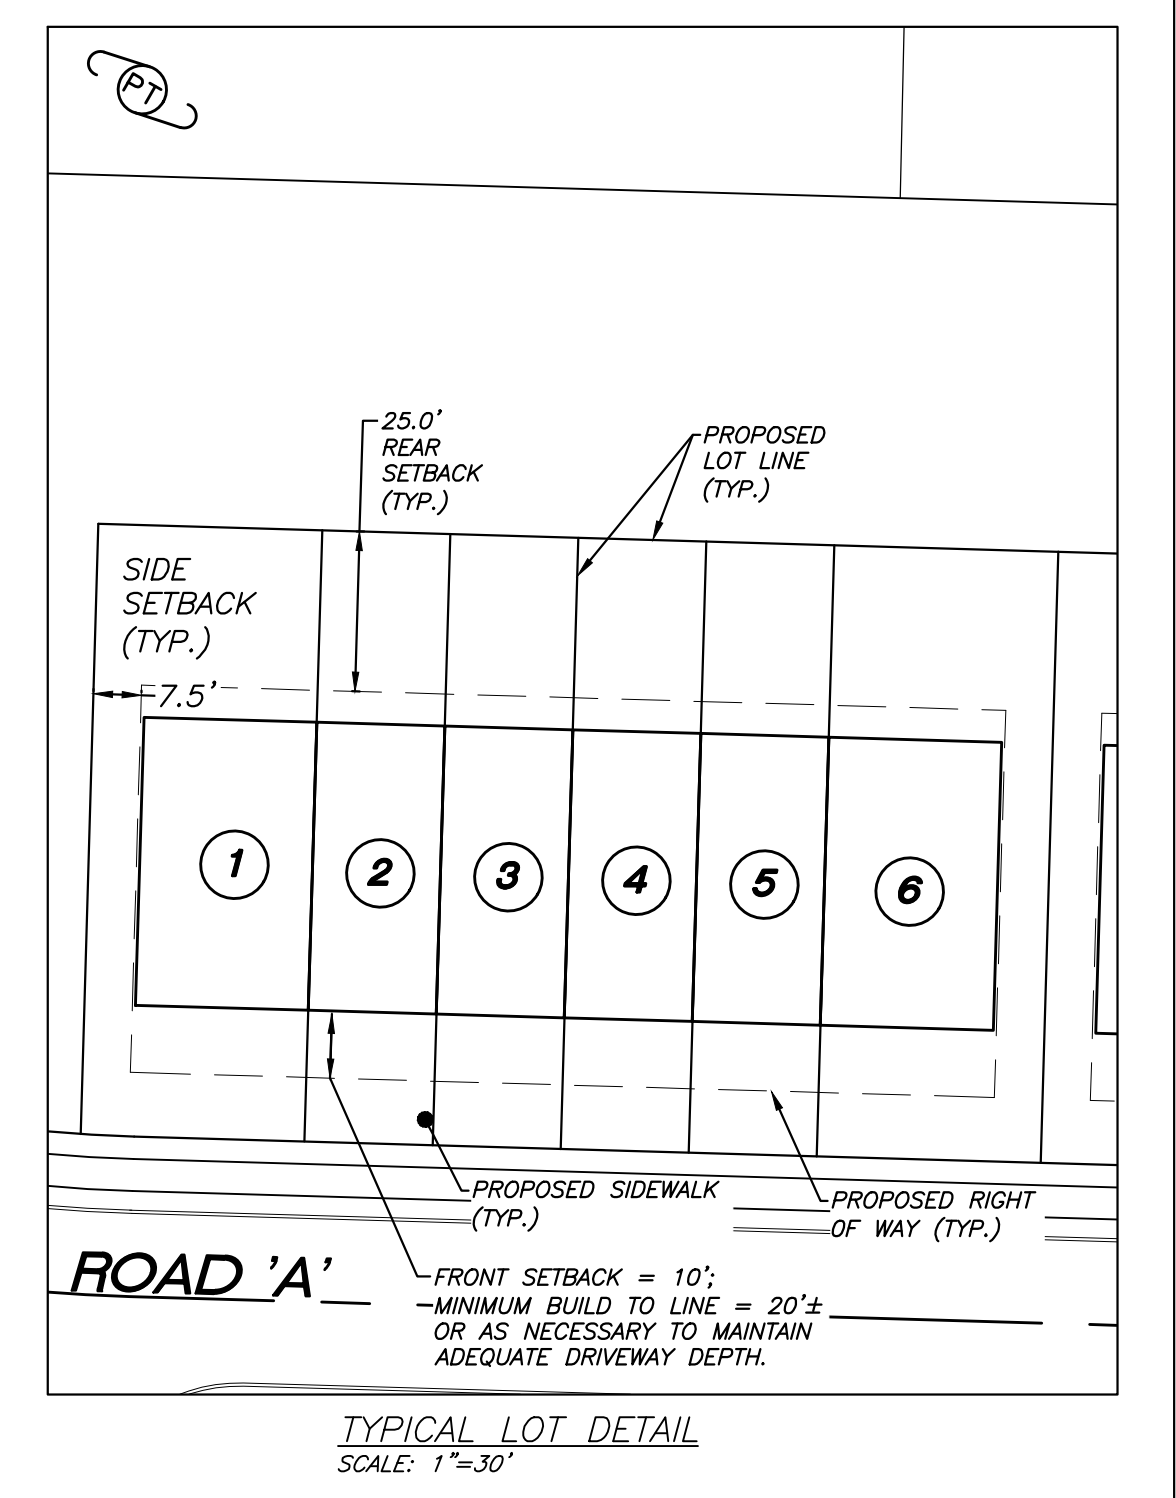 PT
25.0'
REAR
SETBACK
(TYP.)
PROPOSED
LOT LINE
(TYP.)
SIDE
SETBACK
(TYP.)
7.5'
1
2
3
4
5
6
PROPOSED SIDEWALK
(TYP.)
PROPOSED RIGHT
OF WAY (TYP.)
ROAD 'A'
FRONT SETBACK = 10';
MINIMUM BUILD TO LINE = 20'±
OR AS NECESSARY TO MAINTAIN
ADEQUATE DRIVEWAY DEPTH.
TYPICAL LOT DETAIL
SCALE: 1"=30'